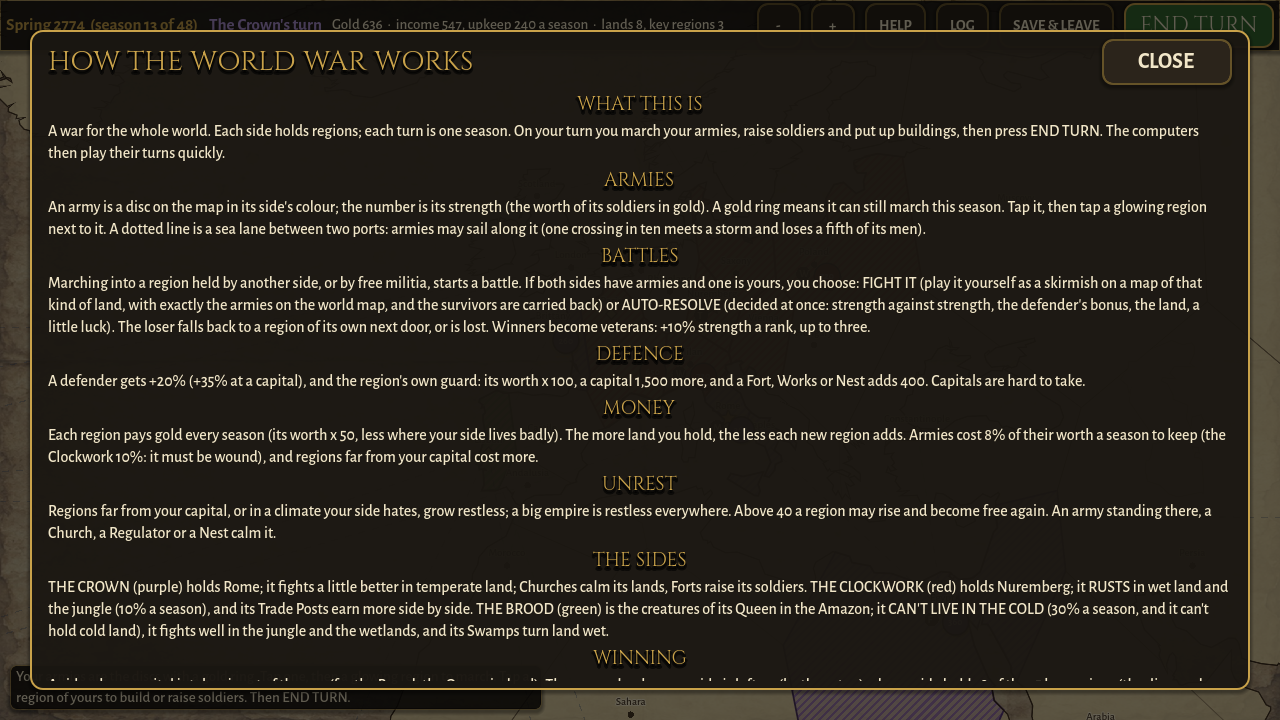 Spring 2774 (season 13 of 48) The Crown's turn Gold 636 · income 547, upkeep 240 a season · lands 8, key regions 3 - + HELP LOG SAVE & LEAVE END TURN
HOW THE WORLD WAR WORKS
CLOSE
WHAT THIS IS
A war for the whole world. Each side holds regions; each turn is one season. On your turn you march your armies, raise soldiers and put up buildings, then press END TURN. The computers
then play their turns quickly.
ARMIES
An army is a disc on the map in its side's colour; the number is its strength (the worth of its soldiers in gold). A gold ring means it can still march this season. Tap it, then tap a glowing region
next to it. A dotted line is a sea lane between two ports: armies may sail along it (one crossing in ten meets a storm and loses a fifth of its men).
BATTLES
Marching into a region held by another side, or by free militia, starts a battle. If both sides have armies and one is yours, you choose: FIGHT IT (play it yourself as a skirmish on a map of that
kind of land, with exactly the armies on the world map, and the survivors are carried back) or AUTO-RESOLVE (decided at once: strength against strength, the defender's bonus, the land, a
little luck). The loser falls back to a region of its own next door, or is lost. Winners become veterans: +10% strength a rank, up to three.
DEFENCE
A defender gets +20% (+35% at a capital), and the region's own guard: its worth x 100, a capital 1,500 more, and a Fort, Works or Nest adds 400. Capitals are hard to take.
MONEY
Each region pays gold every season (its worth x 50, less where your side lives badly). The more land you hold, the less each new region adds. Armies cost 8% of their worth a season to keep (the
Clockwork 10%: it must be wound), and regions far from your capital cost more.
UNREST
Regions far from your capital, or in a climate your side hates, grow restless; a big empire is restless everywhere. Above 40 a region may rise and become free again. An army standing there, a
Church, a Regulator or a Nest calm it.
THE SIDES
THE CROWN (purple) holds Rome; it fights a little better in temperate land; Churches calm its lands, Forts raise its soldiers. THE CLOCKWORK (red) holds Nuremberg; it RUSTS in wet land and
the jungle (10% a season), and its Trade Posts earn more side by side. THE BROOD (green) is the creatures of its Queen in the Amazon; it CAN'T LIVE IN THE COLD (30% a season, and it can't
hold cold land), it fights well in the jungle and the wetlands, and its Swamps turn land wet.
WINNING
region of yours to build or raise soldiers. Then END TURN.
Sahara
Arabia